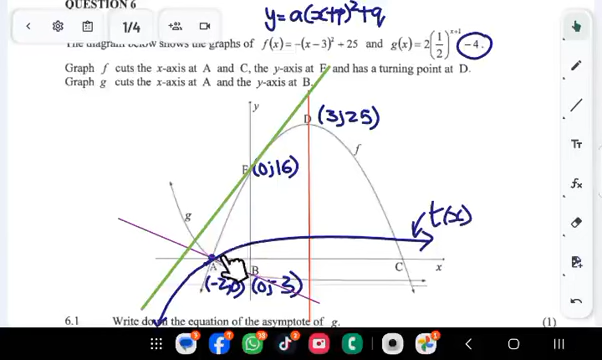 QUESTION 6
1/4
y=a(x+p)²+q
The diagram below shows the graphs of f(x)=-(x-3)²+25 and g(x)=2(1/2)^(x+1) -4.
Graph f cuts the x-axis at A and C, the y-axis at E and has a turning point at D.
Graph g cuts the x-axis at A and the y-axis at B.
y
D (3;25)
f
E (0;16)
g
t(x)
A
B
C
x
(-2;0) (0;-3)
6.1 Write down the equation of the asymptote of g. (1)
Tт
fx